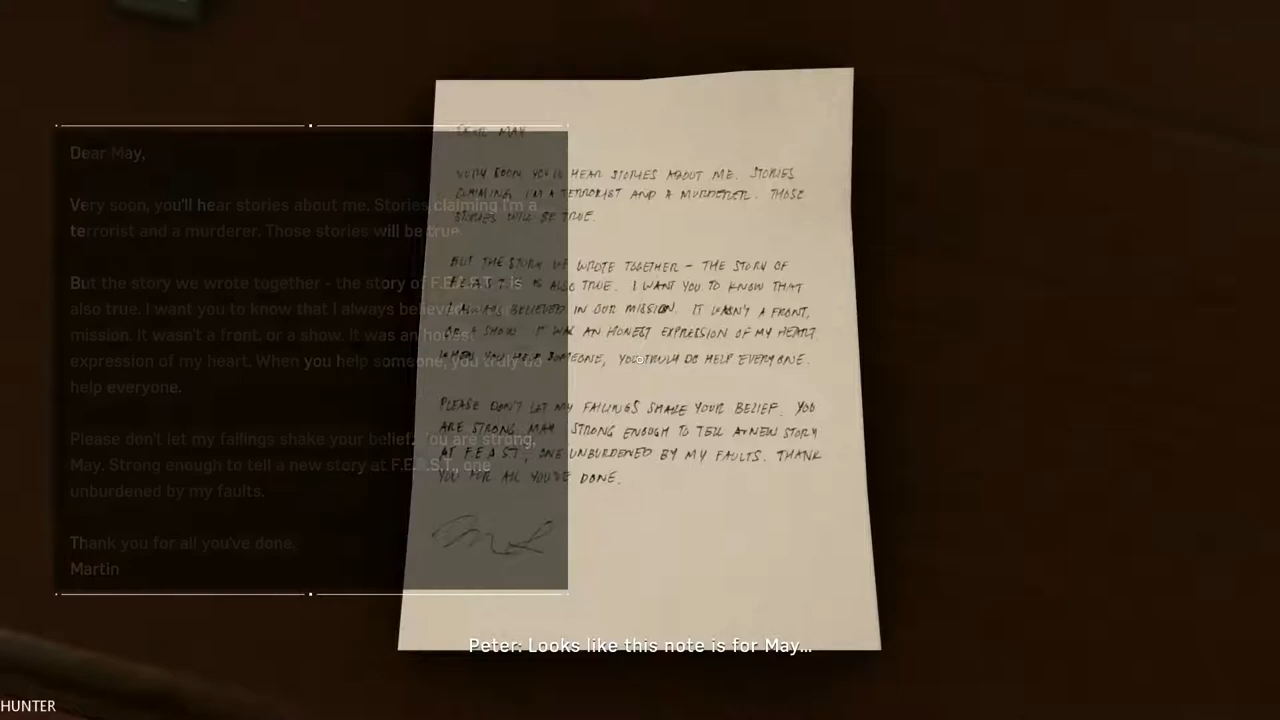 Dear May,
Very soon, you'll hear stories about me. Stories claiming I'm a
terrorist and a murderer. Those stories will be true.
But the story we wrote together - the story of F.E.A.S.T. is
also true. I want you to know that I always believed in our
mission. It wasn't a front, or a show. It was an honest
expression of my heart. When you help someone, you truly do
help everyone.
Please don't let my failings shake your belief. You are strong,
May. Strong enough to tell a new story at F.E.A.S.T., one
unburdened by my faults.
Thank you for all you've done,
Martin
DEAR MAY
VERY SOON YOU'LL HEAR STORIES ABOUT ME. STORIES
CLAIMING I'M A TERRORIST AND A MURDERER. THOSE
STORIES WILL BE TRUE.
BUT THE STORY WE WROTE TOGETHER - THE STORY OF
F.E.A.S.T. IS ALSO TRUE. I WANT YOU TO KNOW THAT
I ALWAYS BELIEVED IN OUR MISSION. IT WASN'T A FRONT,
OR A SHOW. IT WAS AN HONEST EXPRESSION OF MY HEART.
WHEN YOU HELP SOMEONE, YOU TRULY DO HELP EVERYONE.
PLEASE DON'T LET MY FAILINGS SHAKE YOUR BELIEF. YOU
ARE STRONG, MAY. STRONG ENOUGH TO TELL A NEW STORY
AT F.E.A.S.T., ONE UNBURDENED BY MY FAULTS. THANK
YOU FOR ALL YOU'VE DONE.
Peter: Looks like this note is for May...
HUNTER